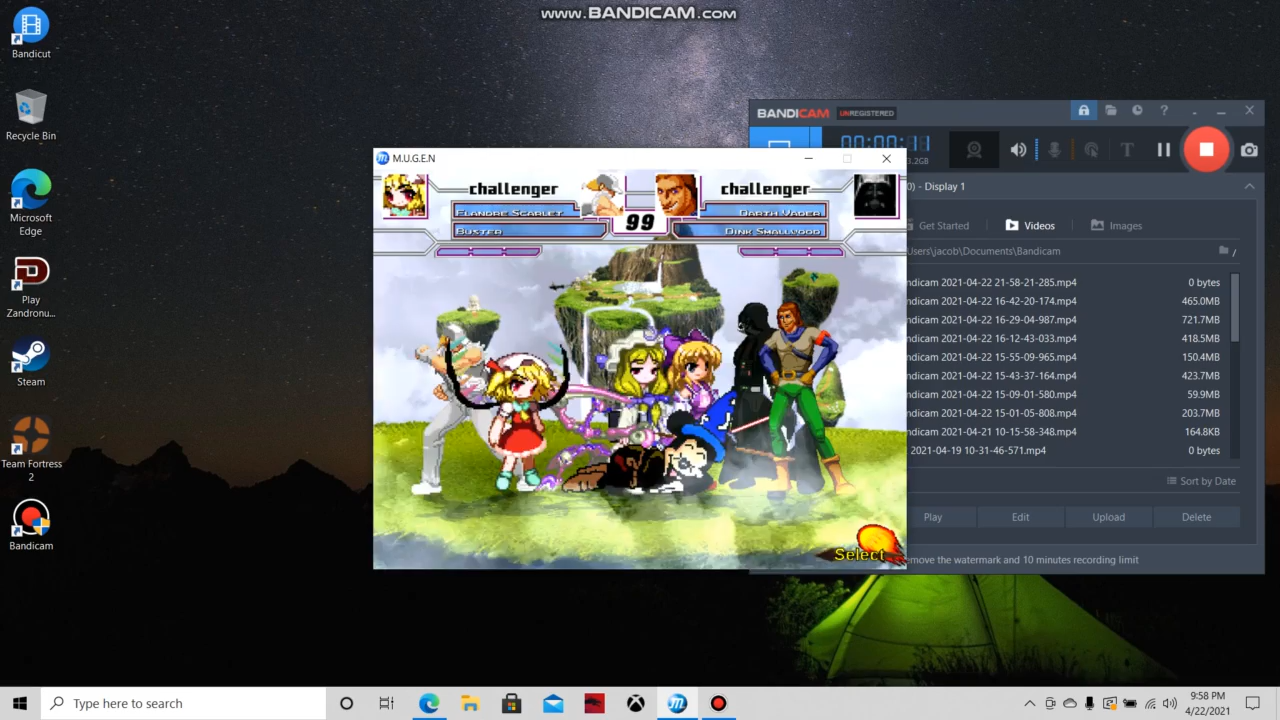 www.BANDICAM.com
Bandicut
Recycle Bin
Microsoft
Edge
Play
Zandronu...
Steam
Team Fortress
2
Bandicam
BANDICAM UNREGISTERED
00:00:11
3.2GB
0) - Display 1
Get Started
Videos
Images
sers\jacob\Documents\Bandicam
/
ndicam 2021-04-22 21-58-21-285.mp4 0 bytes
ndicam 2021-04-22 16-42-20-174.mp4 465.0MB
ndicam 2021-04-22 16-29-04-987.mp4 721.7MB
ndicam 2021-04-22 16-12-43-033.mp4 418.5MB
ndicam 2021-04-22 15-55-09-965.mp4 150.4MB
ndicam 2021-04-22 15-43-37-164.mp4 423.7MB
ndicam 2021-04-22 15-09-01-580.mp4 59.9MB
ndicam 2021-04-22 15-01-05-808.mp4 203.7MB
ndicam 2021-04-21 10-15-58-348.mp4 164.8KB
2021-04-19 10-31-46-571.mp4 0 bytes
Sort by Date
Play Edit Upload Delete
emove the watermark and 10 minutes recording limit
M.U.G.E.N
challenger challenger
Flandre Scarlet 99 Darth Vader
Buster Dink Smallwood
Select
Type here to search
9:58 PM
4/22/2021